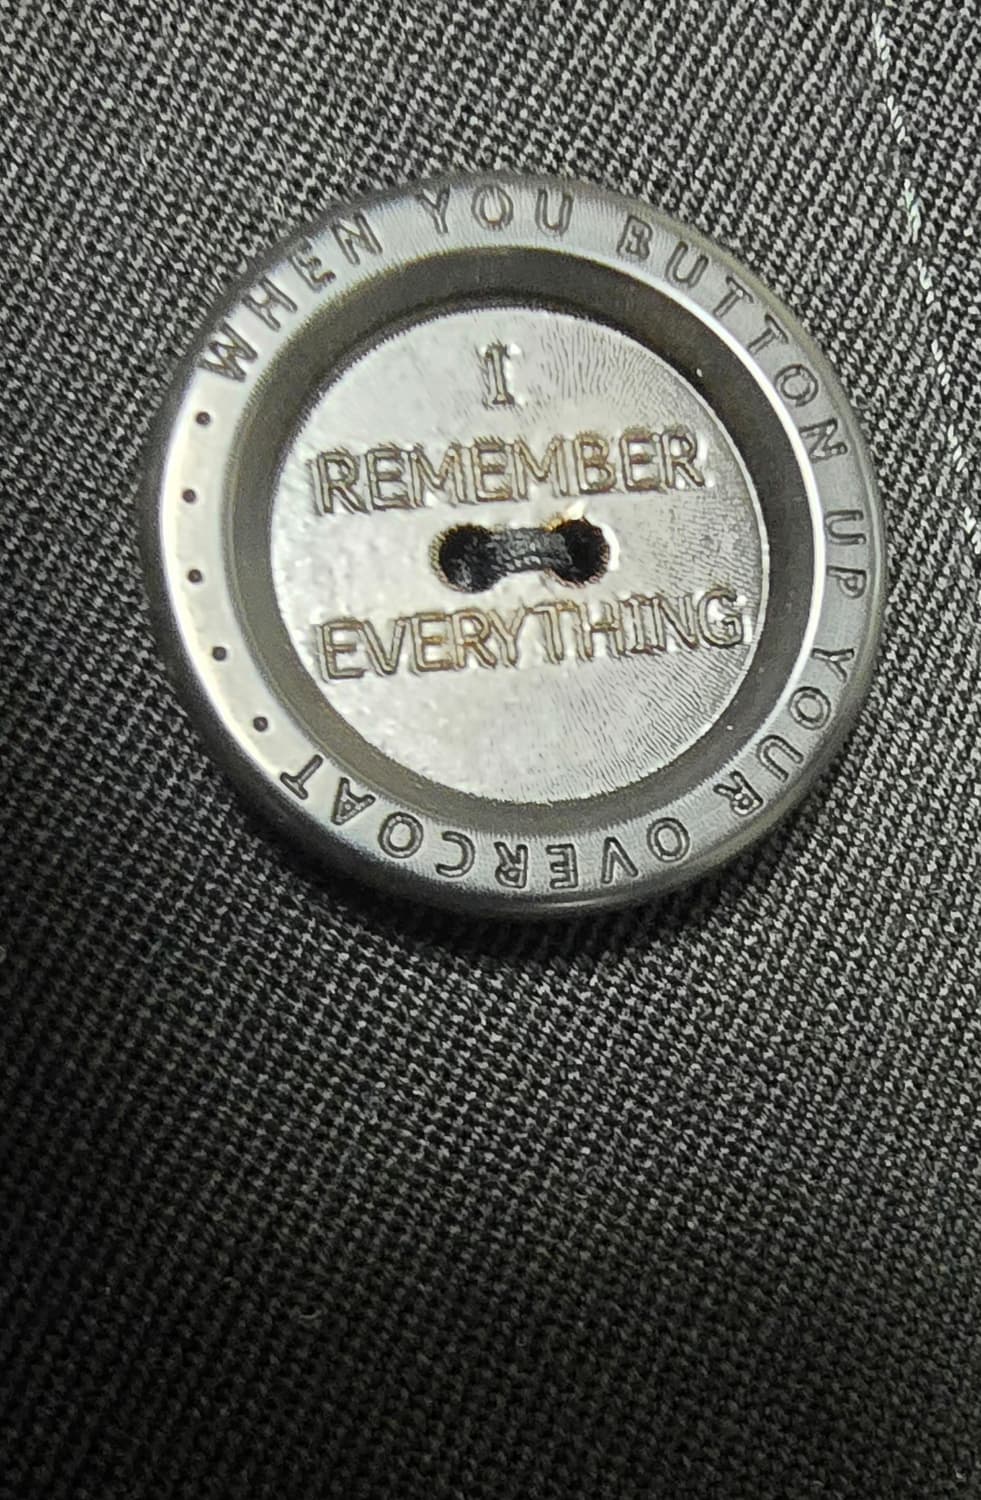 WHEN YOU BUTTON UP YOUR OVERCOAT •••••
I
REMEMBER
EVERYTHING